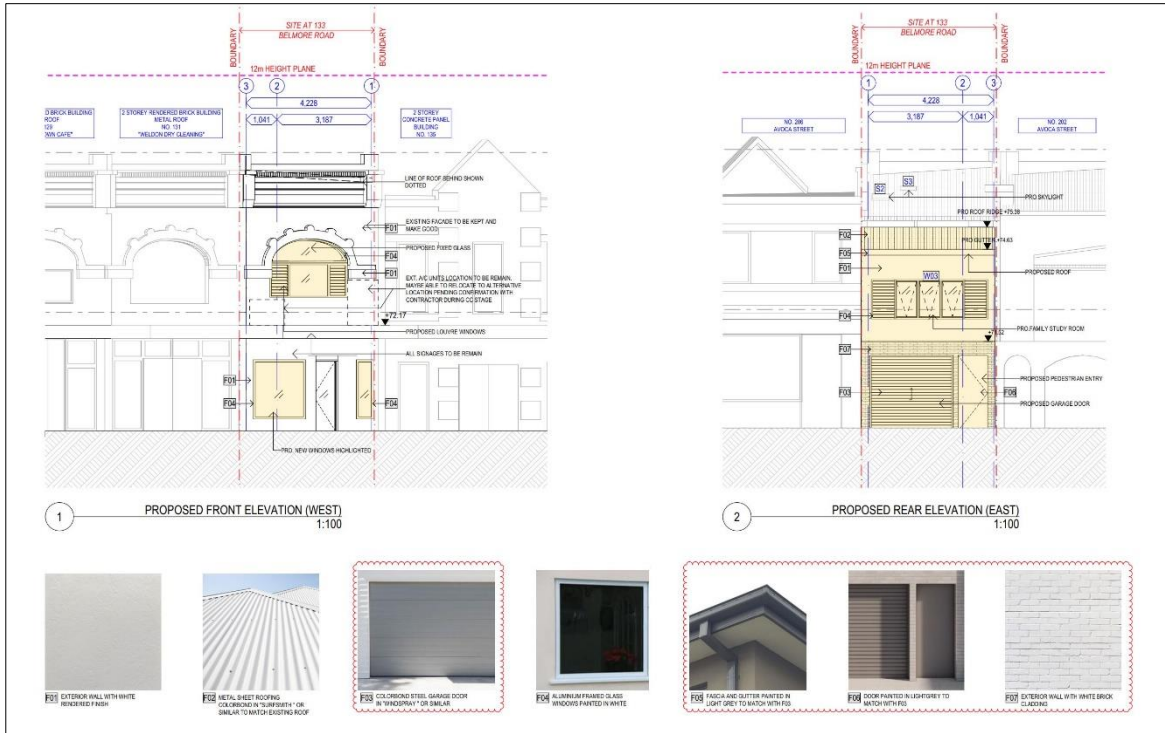 SITE AT 133
BELMORE ROAD
BOUNDARY
BOUNDARY
12m HEIGHT PLANE
3
2
1
4,228
1,041
3,187
D BRICK BUILDING
ROOF
129
WN CAFE"
2 STOREY RENDERED BRICK BUILDING
METAL ROOF
NO. 131
"WELDON DRY CLEANING"
2 STOREY
CONCRETE PANEL
BUILDING
NO. 135
LINE OF ROOF BEHIND SHOWN
DOTTED
EXISTING FACADE TO BE KEPT AND
MAKE GOOD
F01
PROPOSED FIXED GLASS
F04
F01
EXT. A/C UNITS LOCATION TO BE REMAIN,
MAYBE ABLE TO RELOCATE TO ALTERNATIVE
LOCATION PENDING CONFIRMATION WITH
CONTRACTOR DURING CC STAGE
+72.17
PROPOSED LOUVRE WINDOWS
ALL SIGNAGES TO BE REMAIN
F01
F04
F04
PRO. NEW WINDOWS HIGHLIGHTED
1
PROPOSED FRONT ELEVATION (WEST)
1:100
SITE AT 133
BELMORE ROAD
BOUNDARY
BOUNDARY
12m HEIGHT PLANE
1
2
3
4,228
3,187
1,041
AVOCA STREET
NO. 202
AVOCA STREET
S2
S3
PRO.SKYLIGHT
PRO.ROOF RIDGE +75.39
F02
PRO.GUTTER +74.63
F05
F01
PROPOSED ROOF
W03
F04
PRO.FAMILY STUDY ROOM
F07
PROPOSED PEDESTRIAN ENTRY
F03
F06
PROPOSED GARAGE DOOR
2
PROPOSED REAR ELEVATION (EAST)
1:100
F01 EXTERIOR WALL WITH WHITE
RENDERED FINISH
F02 METAL SHEET ROOFING
COLORBOND IN "SURFSMITH" OR
SIMILAR TO MATCH EXISTING ROOF
F03 COLORBOND STEEL GARAGE DOOR
IN "WINDSPRAY" OR SIMILAR
F04 ALUMINIUM FRAMED GLASS
WINDOWS PAINTED IN WHITE
F05 FASCIA AND GUTTER PAINTED IN
LIGHT GREY TO MATCH WITH F03
F06 DOOR PAINTED IN LIGHTGREY TO
MATCH WITH F03
F07 EXTERIOR WALL WITH WHITE BRICK
CLADDING